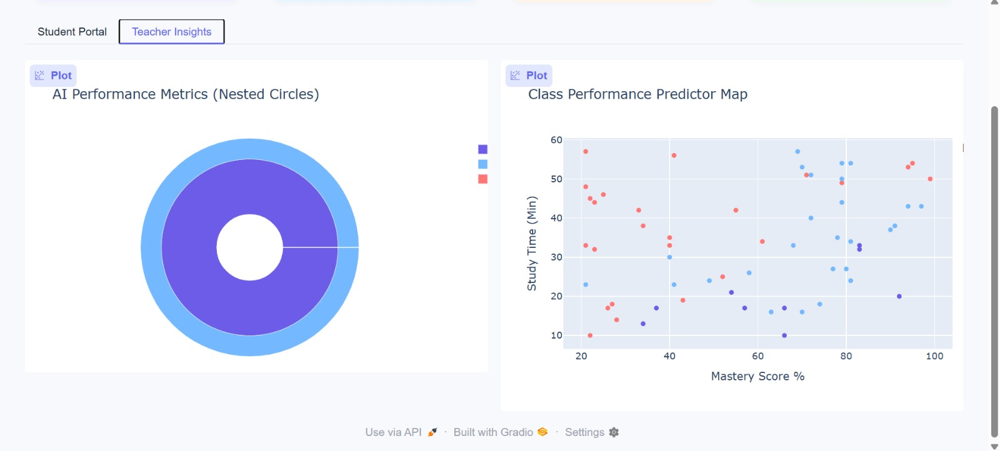 Student Portal
Teacher Insights
Plot
AI Performance Metrics (Nested Circles)
Plot
Class Performance Predictor Map
60
50
40
30
20
10
Study Time (Min)
20 40 60 80 100
Mastery Score %
Use via API · Built with Gradio · Settings